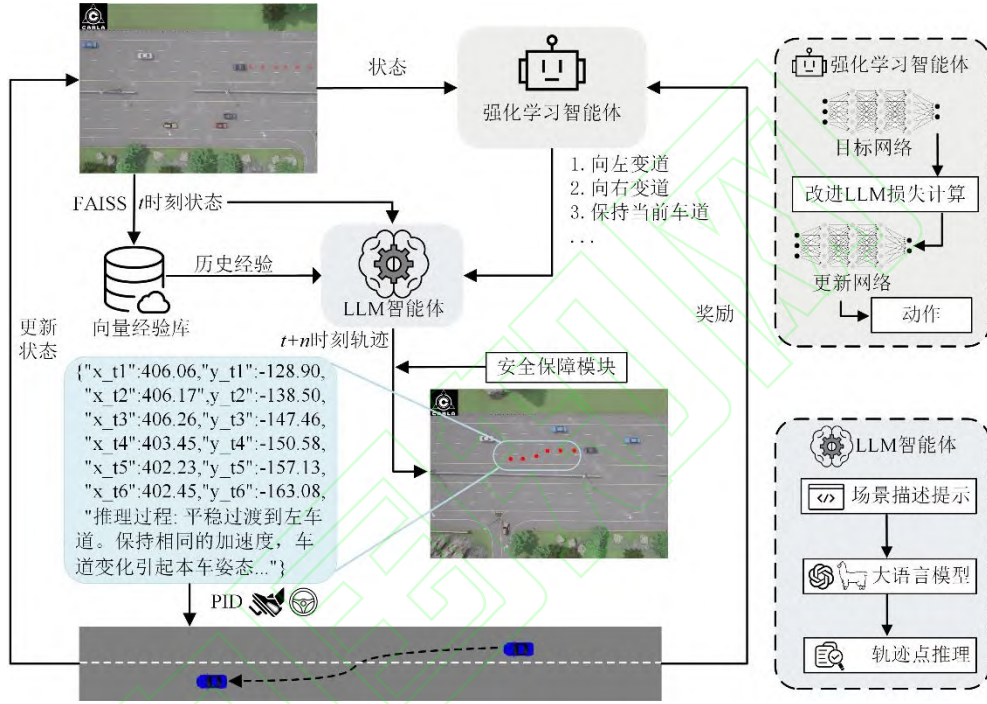 CARLA
状态
强化学习智能体
1. 向左变道
2. 向右变道
3. 保持当前车道
...
FAISS
t时刻状态
历史经验
向量经验库
LLM智能体
更新
状态
奖励
t+n时刻轨迹
安全保障模块
{"x_t1":406.06,"y_t1":-128.90,
"x_t2":406.17","y_t2":-138.50,
"x_t3":406.26,"y_t3":-147.46,
"x_t4":403.45,"y_t4":-150.58,
"x_t5":402.23,"y_t5":-157.13,
"x_t6":402.45,"y_t6":-163.08,
"推理过程: 平稳过渡到左车
道。保持相同的加速度，车
道变化引起本车姿态..."}
CARLA
PID
强化学习智能体
目标网络
改进LLM损失计算
更新网络
动作
LLM智能体
场景描述提示
大语言模型
轨迹点推理